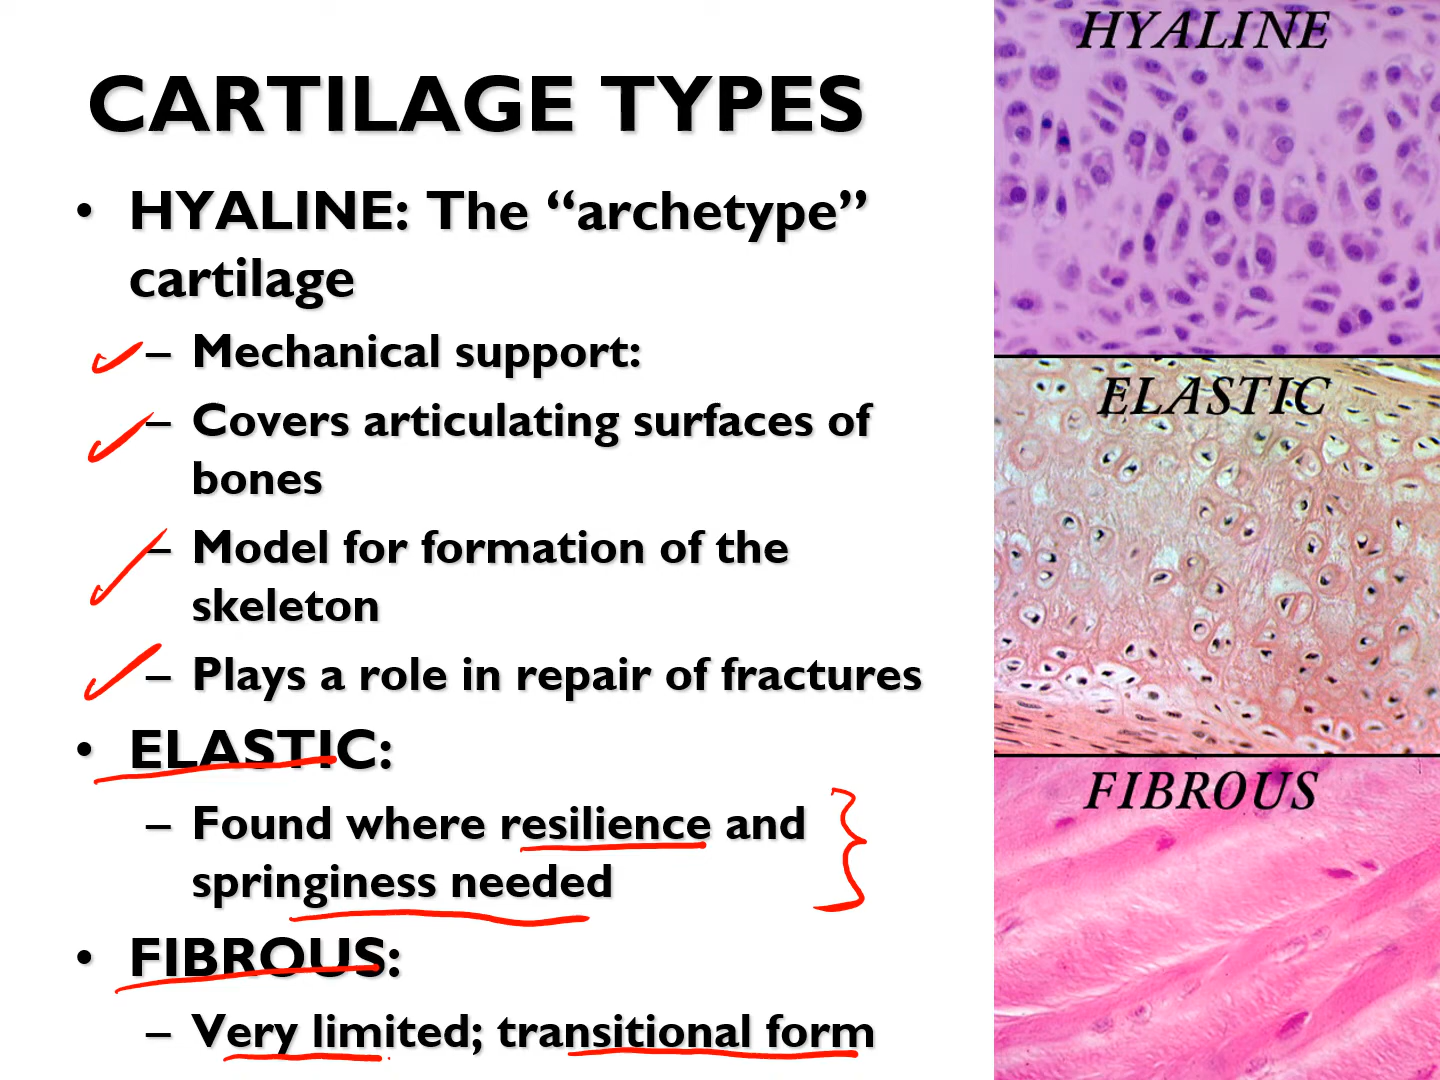 CARTILAGE TYPES
• HYALINE: The “archetype”
cartilage
– Mechanical support:
– Covers articulating surfaces of
bones
– Model for formation of the
skeleton
– Plays a role in repair of fractures
• ELASTIC:
– Found where resilience and
springiness needed
• FIBROUS:
– Very limited; transitional form
HYALINE
ELASTIC
FIBROUS